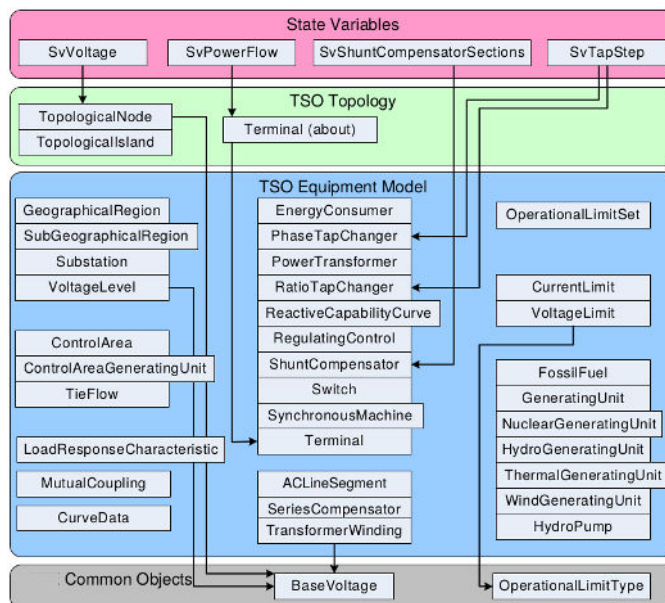 State Variables
SvVoltage
SvPowerFlow
SvShuntCompensatorSections
SvTapStep
TSO Topology
TopologicalNode
TopologicalIsland
Terminal (about)
TSO Equipment Model
GeographicalRegion
SubGeographicalRegion
Substation
VoltageLevel
ControlArea
ControlAreaGeneratingUnit
TieFlow
LoadResponseCharacteristic
MutualCoupling
CurveData
EnergyConsumer
PhaseTapChanger
PowerTransformer
RatioTapChanger
ReactiveCapabilityCurve
RegulatingControl
ShuntCompensator
Switch
SynchronousMachine
Terminal
ACLineSegment
SeriesCompensator
TransformerWinding
OperationalLimitSet
CurrentLimit
VoltageLimit
FossilFuel
GeneratingUnit
NuclearGeneratingUnit
HydroGeneratingUnit
ThermalGeneratingUnit
WindGeneratingUnit
HydroPump
Common Objects
BaseVoltage
OperationalLimitType